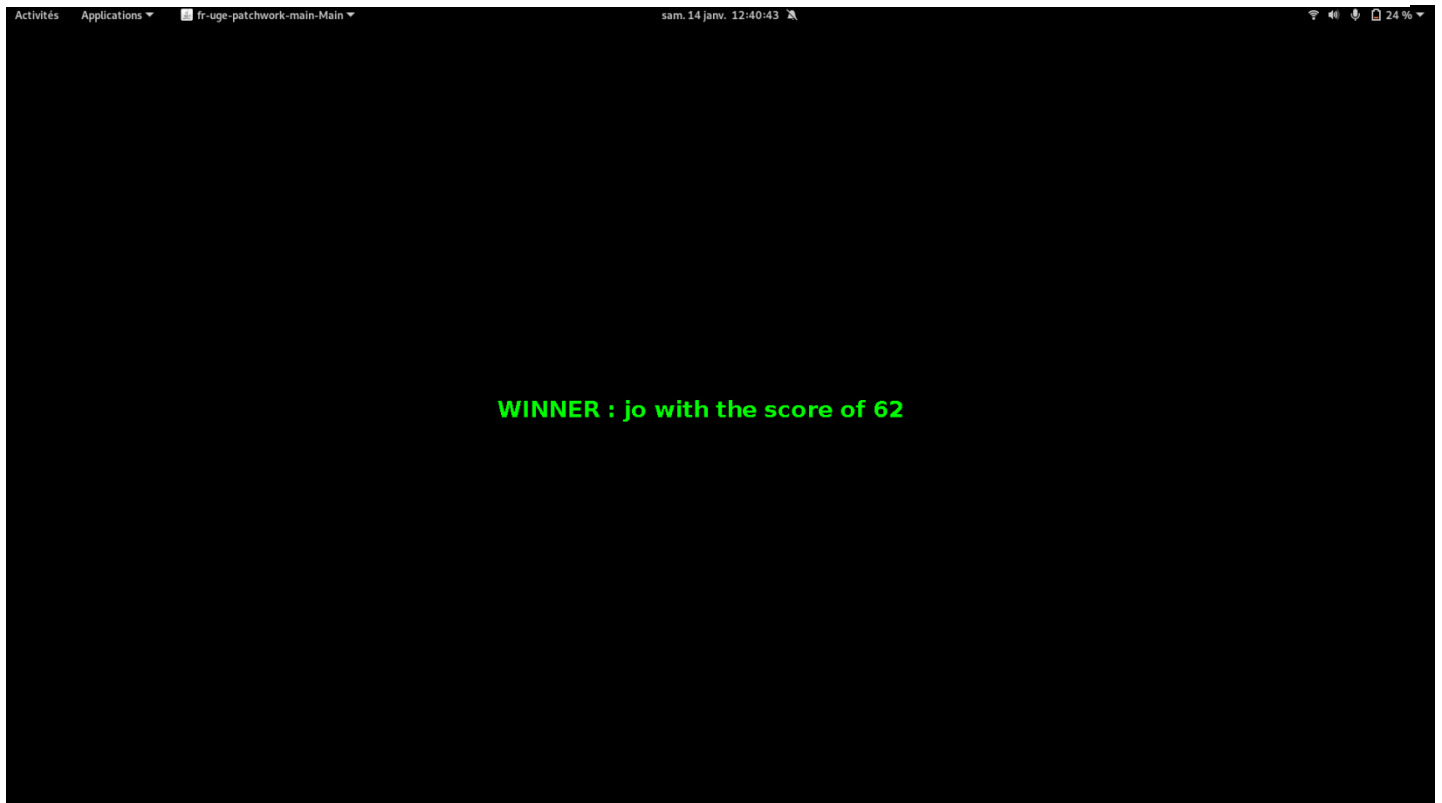 Activités Applications fr-uge-patchwork-main-Main sam. 14 janv. 12:40:43 24 %
WINNER : jo with the score of 62